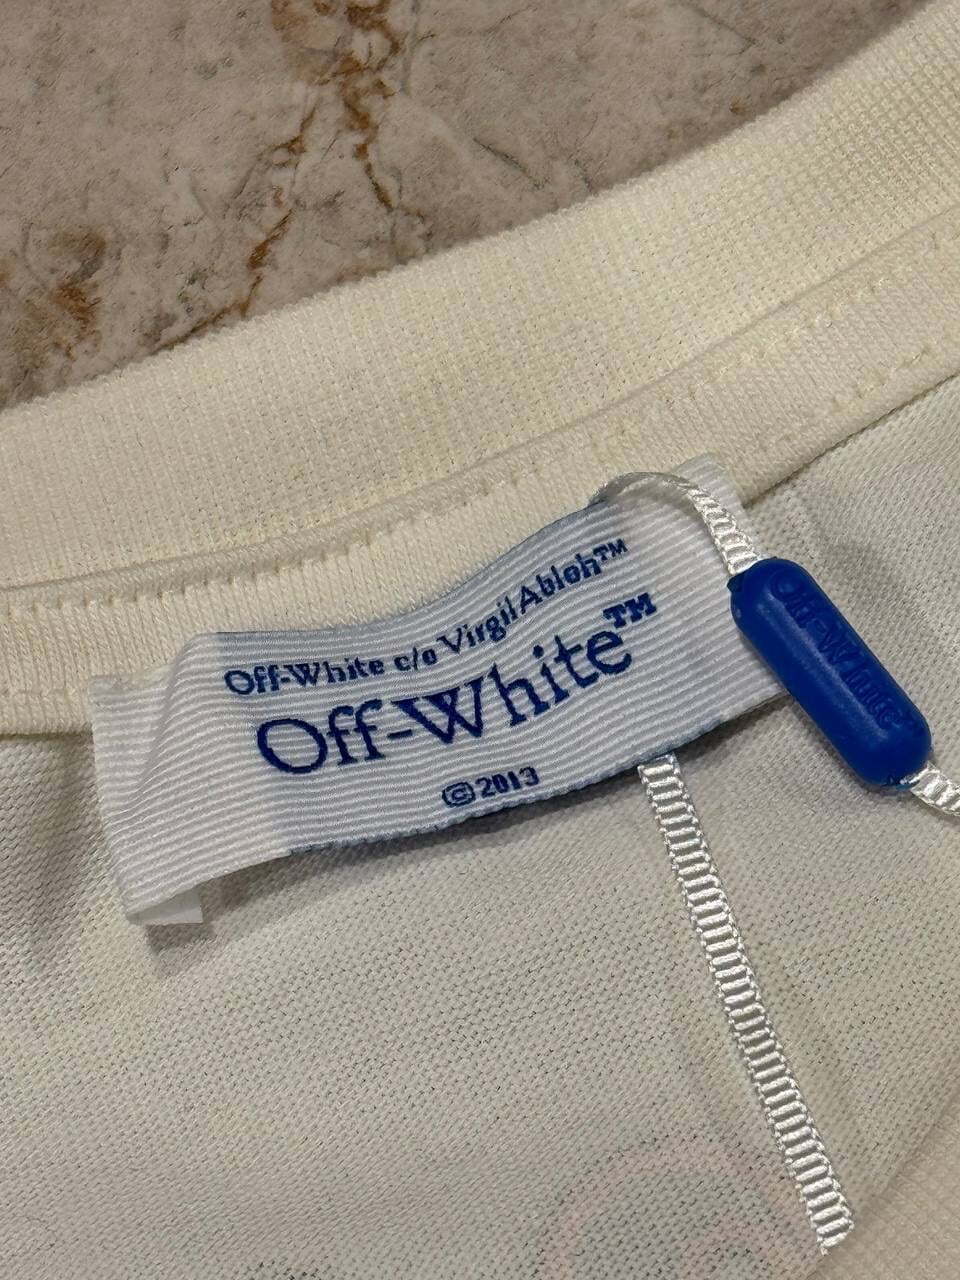 Off-White c/o Virgil Abloh™
Off-White™
©2013
Off-White